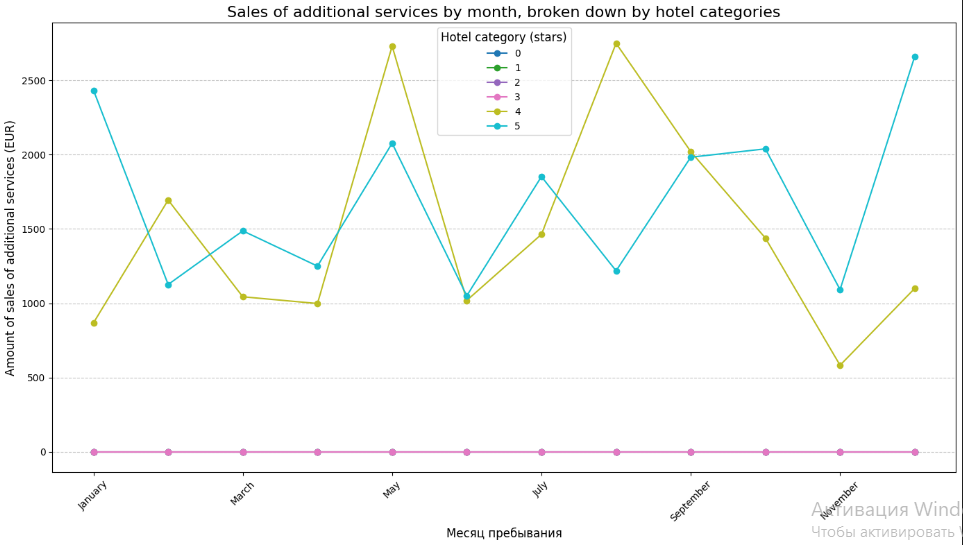 Sales of additional services by month, broken down by hotel categories
Hotel category (stars)
0
1
2
3
4
5
Amount of sales of additional services (EUR)
2500
2000
1500
1000
500
0
January
March
May
July
September
November
Месяц пребывания
Активация Wind
Чтобы активировать